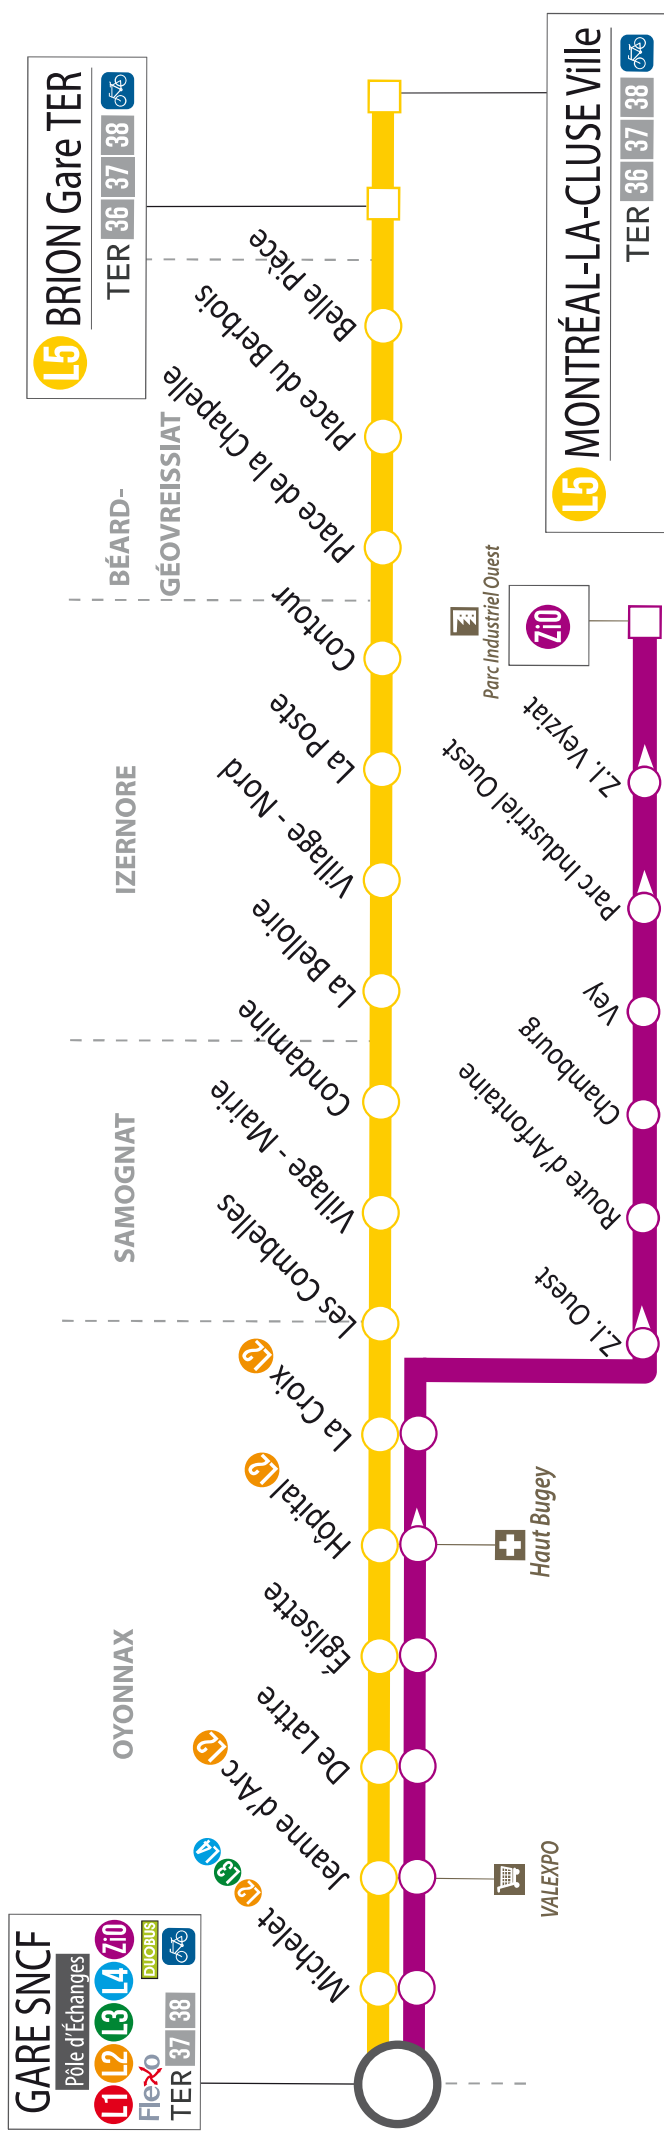 GARE SNCF
Pôle d'Échanges
L1 L2 L3 L4 ZiO
Flexo DUOBUS
TER 37 38
OYONNAX
Michelet L2 L3 L4
Jeanne d'Arc L2
De Lattre
Églisette
Hôpital L2
La Croix L2
VALEXPO
Haut Bugey
SAMOGNAT
Les Combelles
Village - Mairie
Condamine
IZERNORE
La Belloire
Village - Nord
La Poste
Contour
BÉARD-
GÉOVREISSIAT
Place de la Chapelle
Place du Berbois
Belle Pièce
L5 BRION Gare TER
TER 36 37 38
L5 MONTRÉAL-LA-CLUSE Ville
TER 36 37 38
Z.I. Ouest
Route d'Arfontaine
Chambourg
Vey
Parc Industriel Ouest
Z.I. Veyziat
Parc Industriel Ouest
ZiO